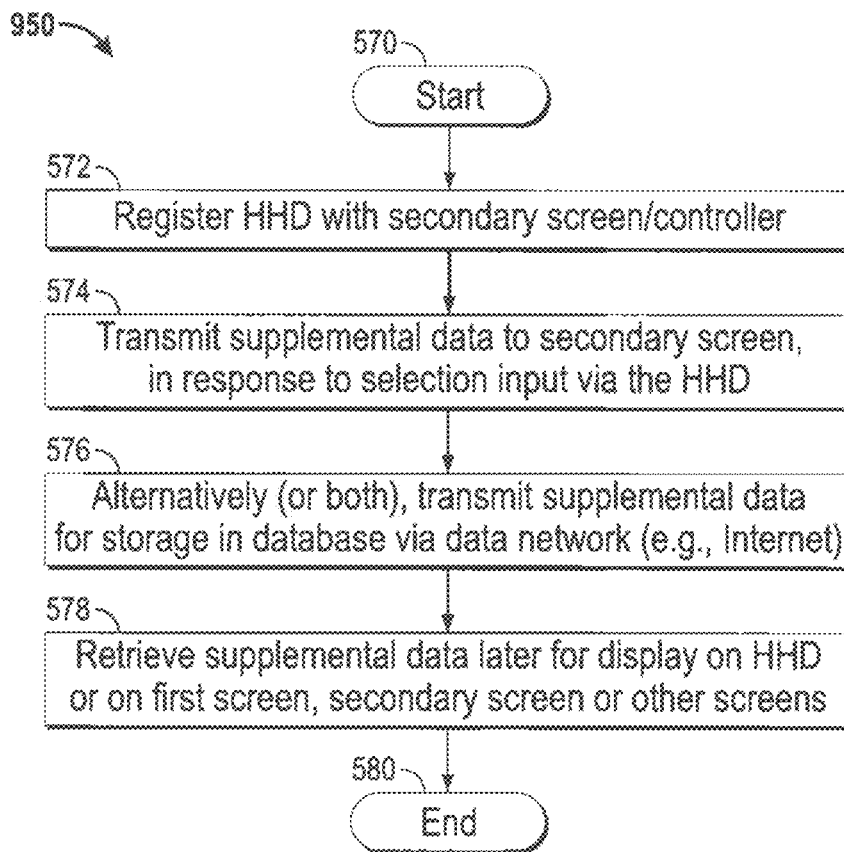 950
570
Start
572
Register HHD with secondary screen/controller
574
Transmit supplemental data to secondary screen,
in response to selection input via the HHD
576
Alternatively (or both), transmit supplemental data
for storage in database via data network (e.g., Internet)
578
Retrieve supplemental data later for display on HHD
or on first screen, secondary screen or other screens
580
End